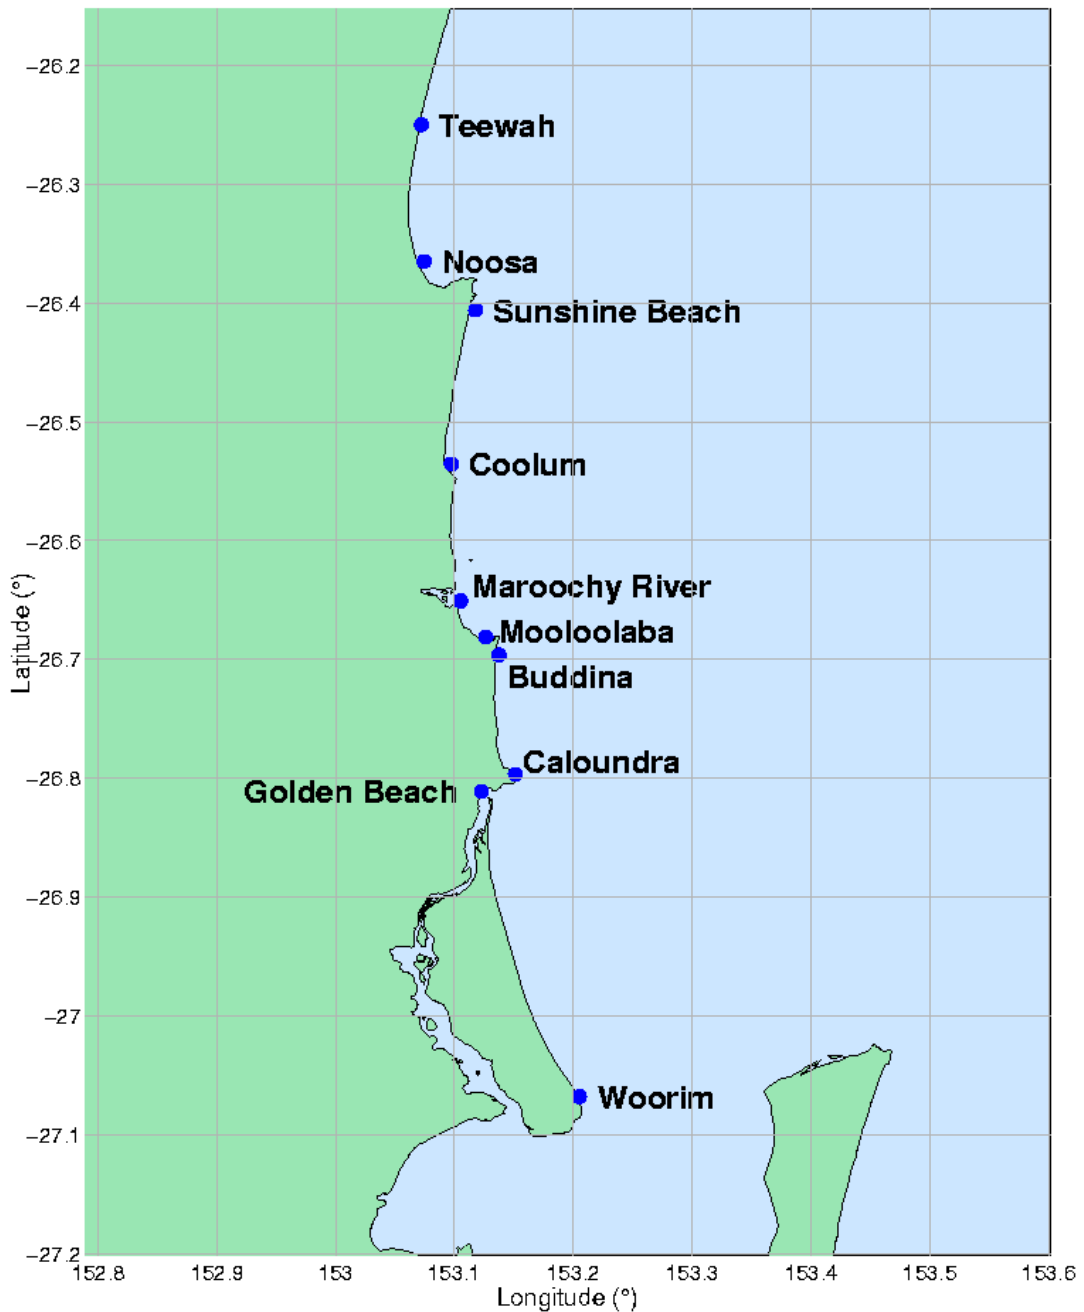 −26.2
Teewah
−26.3
Noosa
−26.4
Sunshine Beach
−26.5
Coolum
−26.6
Maroochy River
Mooloolaba
−26.7
Buddina
Caloundra
−26.8
Golden Beach
−26.9
−27
Woorim
−27.1
−27.2
Latitude (°)
152.8 152.9 153 153.1 153.2 153.3 153.4 153.5 153.6
Longitude (°)